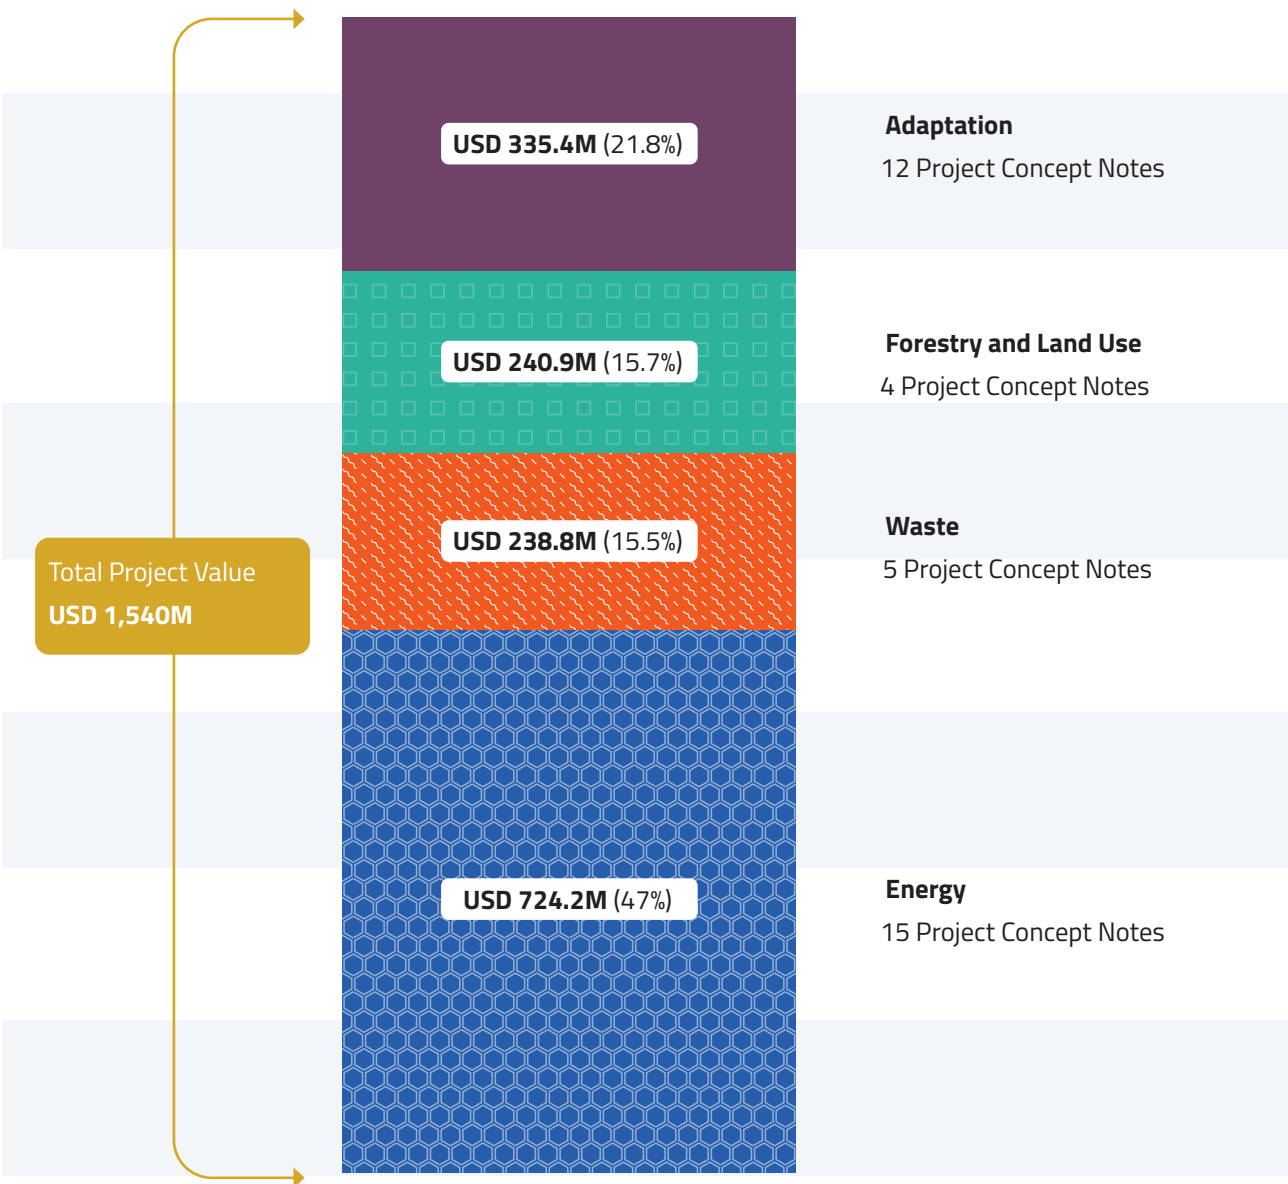 USD 335.4M (21.8%)
Adaptation
12 Project Concept Notes
USD 240.9M (15.7%)
Forestry and Land Use
4 Project Concept Notes
USD 238.8M (15.5%)
Waste
5 Project Concept Notes
Total Project Value
USD 1,540M
USD 724.2M (47%)
Energy
15 Project Concept Notes